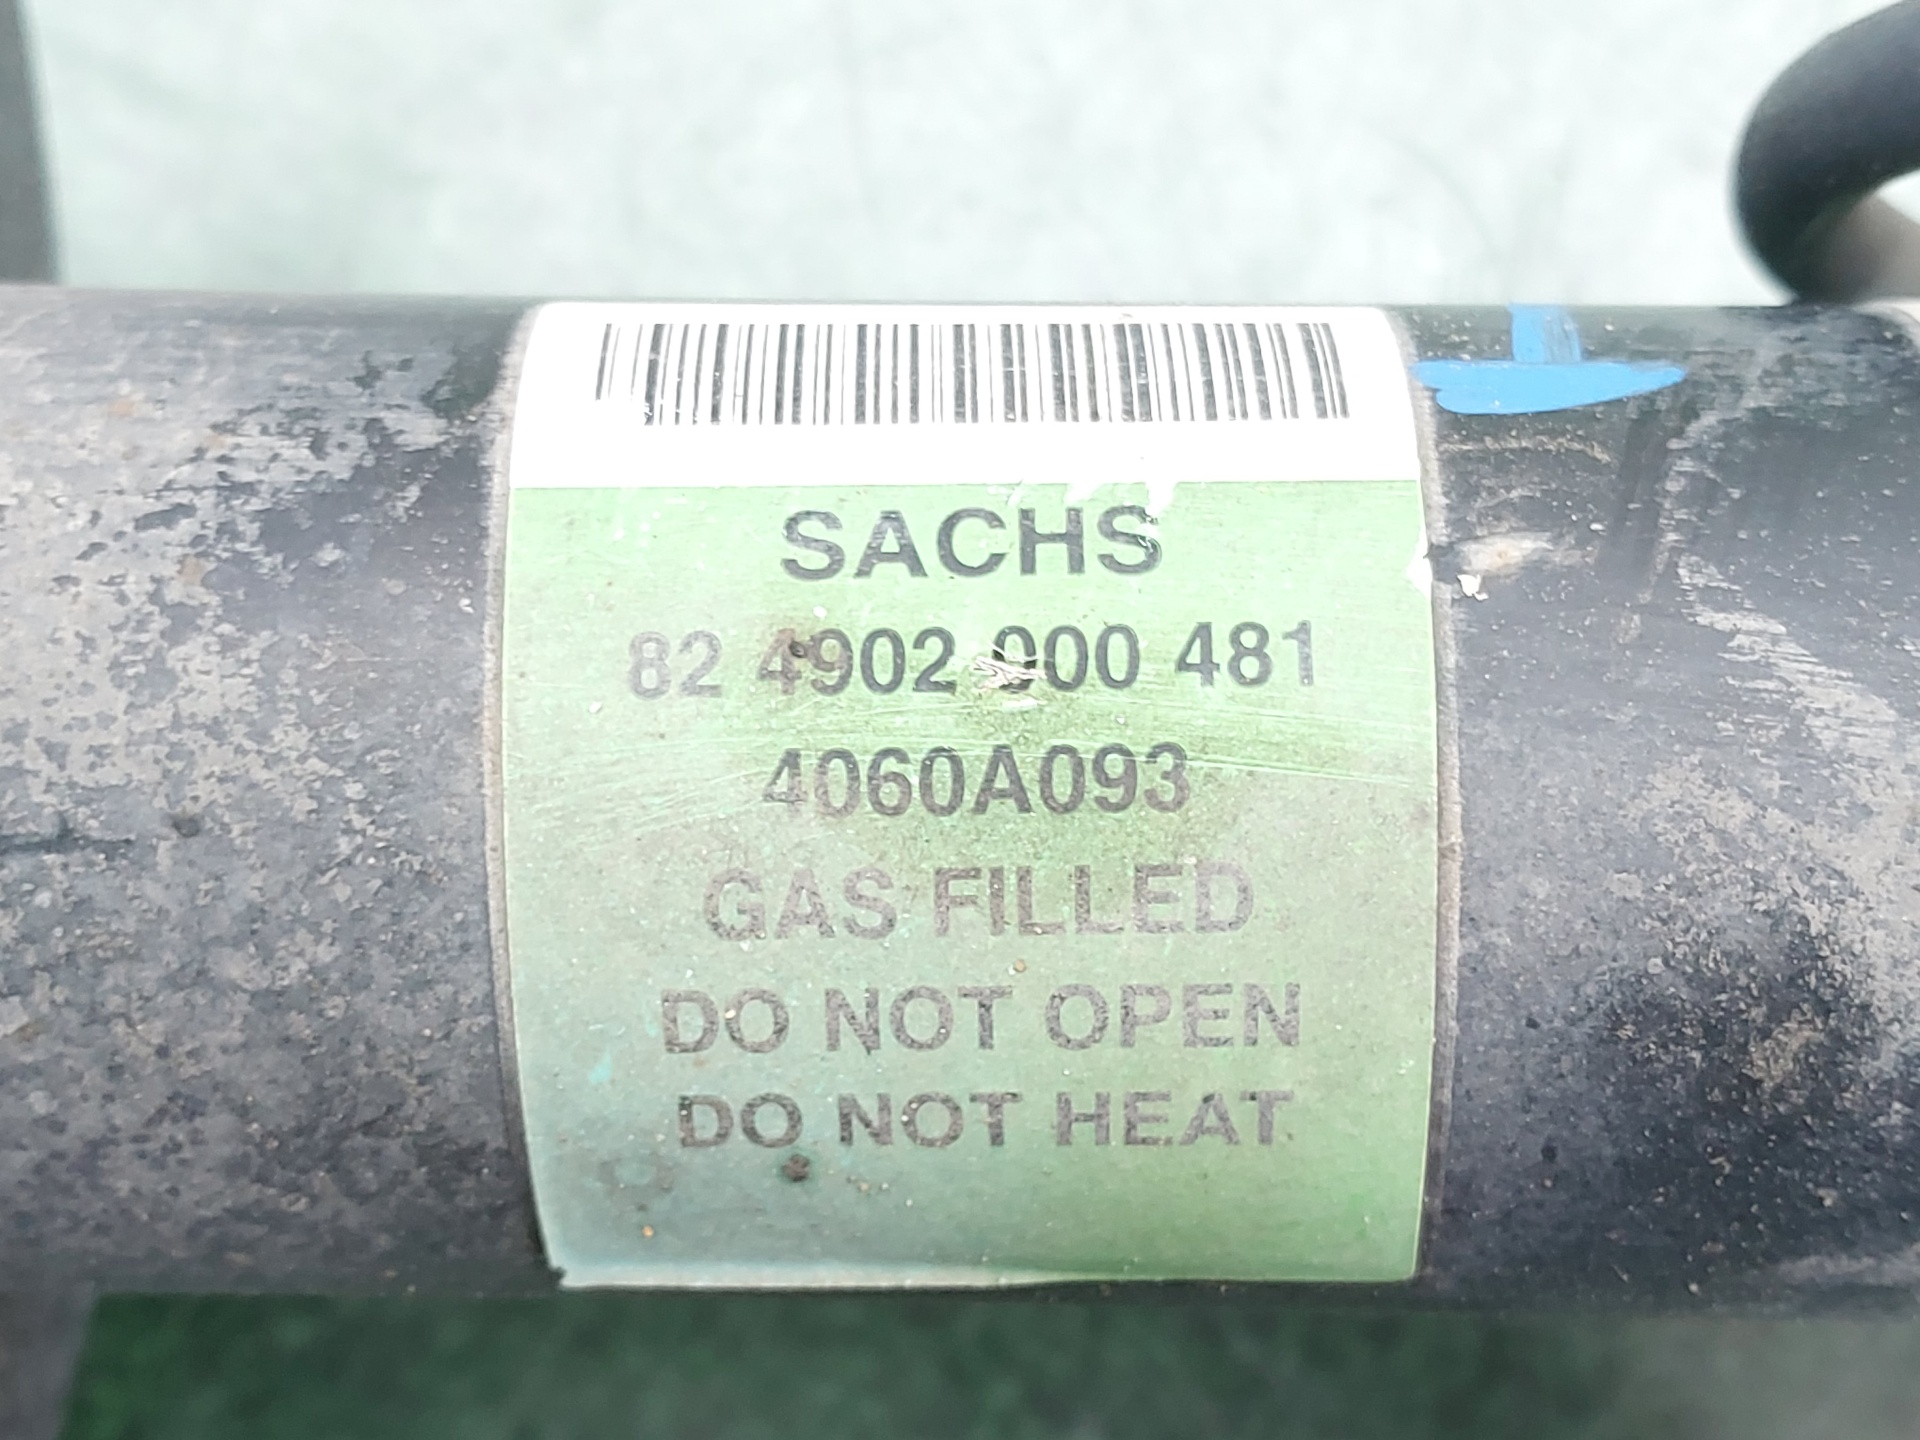 SACHS
82 4902 000 481
4060A093
GAS FILLED
DO NOT OPEN
DO NOT HEAT